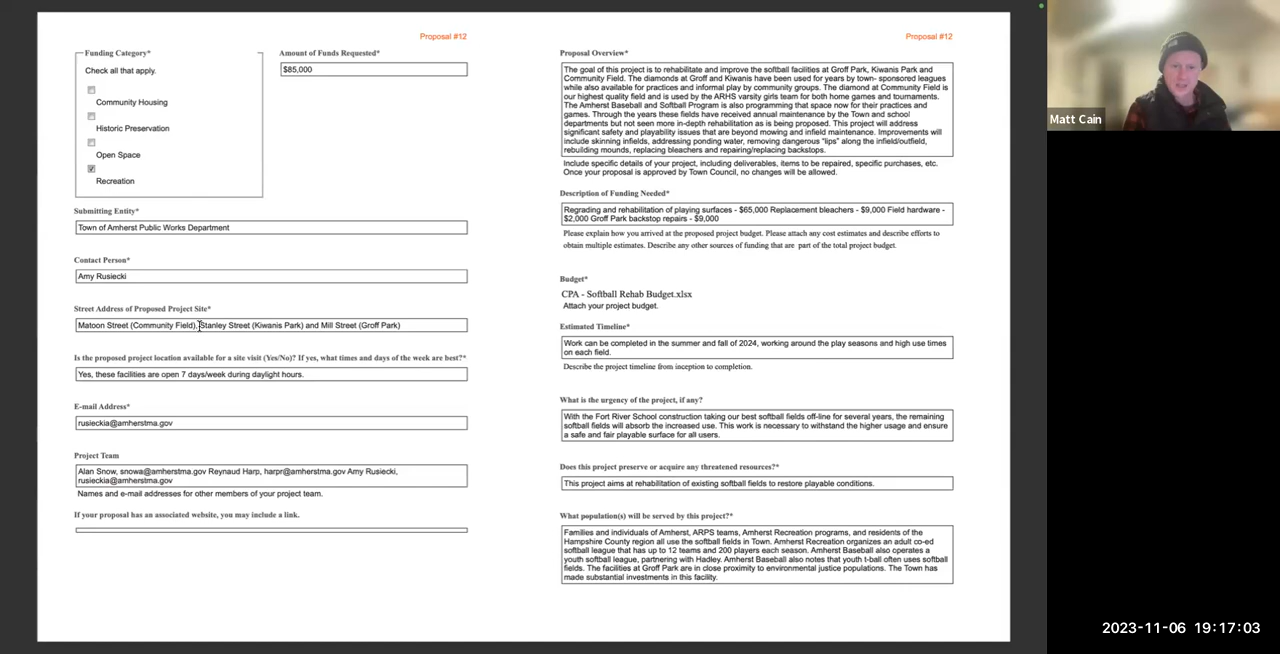 Proposal #12
Funding Category*
Check all that apply.
Community Housing
Historic Preservation
Open Space
Recreation
Amount of Funds Requested*
$85,000
Submitting Entity*
Town of Amherst Public Works Department
Contact Person*
Amy Rusiecki
Street Address of Proposed Project Site*
Matoon Street (Community Field), Stanley Street (Kiwanis Park) and Mill Street (Groff Park)
Is the proposed project location available for a site visit (Yes/No)? If yes, what times and days of the week are best?*
Yes, these facilities are open 7 days/week during daylight hours.
E-mail Address*
rusieckia@amherstma.gov
Project Team
Alan Snow, snowa@amherstma.gov Reynaud Harp, harpr@amherstma.gov Amy Rusiecki,
rusieckia@amherstma.gov
Names and e-mail addresses for other members of your project team.
If your proposal has an associated website, you may include a link.
Proposal #12
Proposal Overview*
The goal of this project is to rehabilitate and improve the softball facilities at Groff Park, Kiwanis Park and
Community Field. The diamonds at Groff and Kiwanis have been used for years by town- sponsored leagues
while also available for practices and informal play by community groups. The diamond at Community Field is
our highest quality field and is used by the ARHS varsity girls team for both home games and tournaments.
The Amherst Baseball and Softball Program is also programming that space now for their practices and
games. Through the years these fields have received annual maintenance by the Town and school
departments but not seen more in-depth rehabilitation as is being proposed. This project will address
significant safety and playability issues that are beyond mowing and infield maintenance. Improvements will
include skinning infields, addressing ponding water, removing dangerous "lips" along the infield/outfield,
rebuilding mounds, replacing bleachers and repairing/replacing backstops.
Include specific details of your project, including deliverables, items to be repaired, specific purchases, etc.
Once your proposal is approved by Town Council, no changes will be allowed.
Description of Funding Needed*
Regrading and rehabilitation of playing surfaces - $65,000 Replacement bleachers - $9,000 Field hardware -
$2,000 Groff Park backstop repairs - $9,000
Please explain how you arrived at the proposed project budget. Please attach any cost estimates and describe efforts to
obtain multiple estimates. Describe any other sources of funding that are part of the total project budget.
Budget*
CPA - Softball Rehab Budget.xlsx
Attach your project budget.
Estimated Timeline*
Work can be completed in the summer and fall of 2024, working around the play seasons and high use times
on each field.
Describe the project timeline from inception to completion.
What is the urgency of the project, if any?
With the Fort River School construction taking our best softball fields off-line for several years, the remaining
softball fields will absorb the increased use. This work is necessary to withstand the higher usage and ensure
a safe and fair playable surface for all users.
Does this project preserve or acquire any threatened resources?*
This project aims at rehabilitation of existing softball fields to restore playable conditions.
What population(s) will be served by this project?*
Families and individuals of Amherst, ARPS teams, Amherst Recreation programs, and residents of the
Hampshire County region all use the softball fields in Town. Amherst Recreation organizes an adult co-ed
softball league that has up to 12 teams and 200 players each season. Amherst Baseball also operates a
youth softball league, partnering with Hadley. Amherst Baseball also notes that youth t-ball often uses softball
fields. The facilities at Groff Park are in close proximity to environmental justice populations. The Town has
made substantial investments in this facility.
Matt Cain
2023-11-06 19:17:03